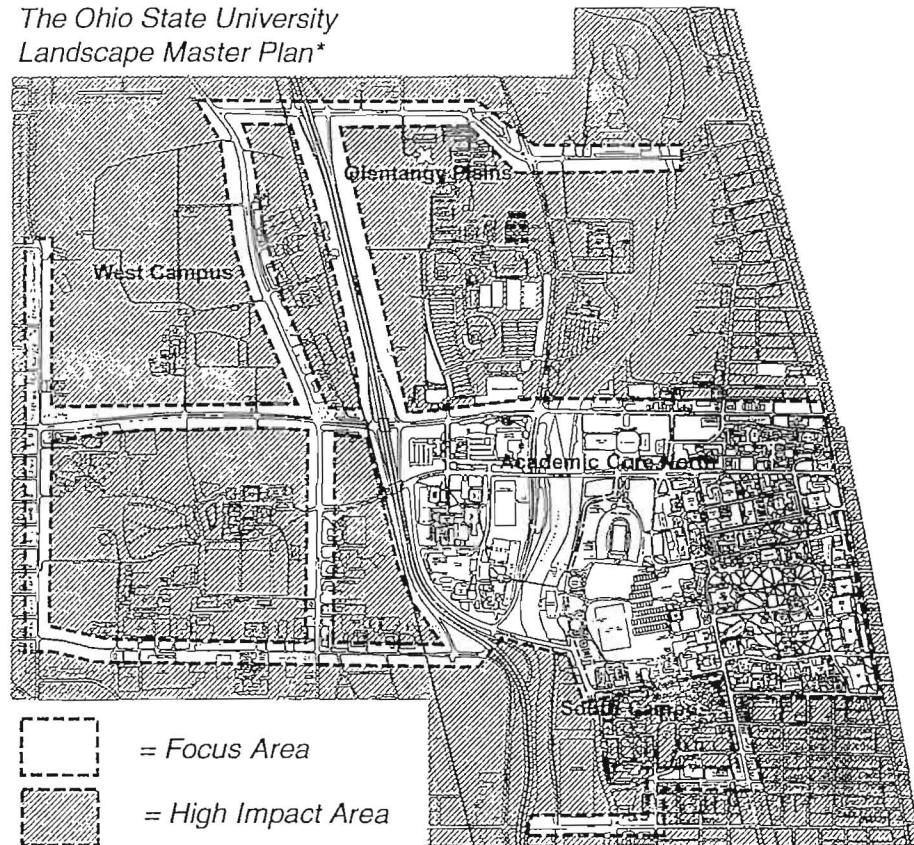 The Ohio State University
Landscape Master Plan*
Qlsntangy Plains
West Campus
Academic Core North
South Campus
= Focus Area
= High Impact Area